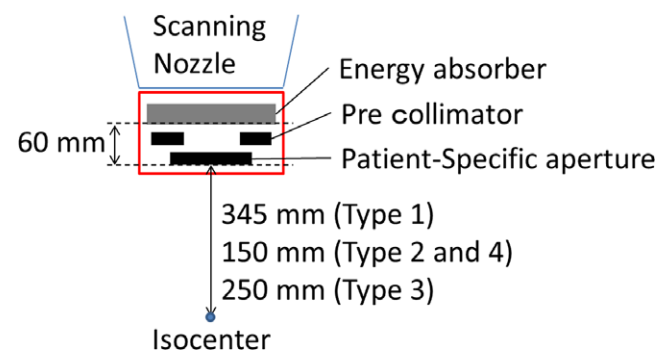 Scanning
Nozzle
Energy absorber
Pre collimator
60 mm
Patient-Specific aperture
345 mm (Type 1)
150 mm (Type 2 and 4)
250 mm (Type 3)
Isocenter